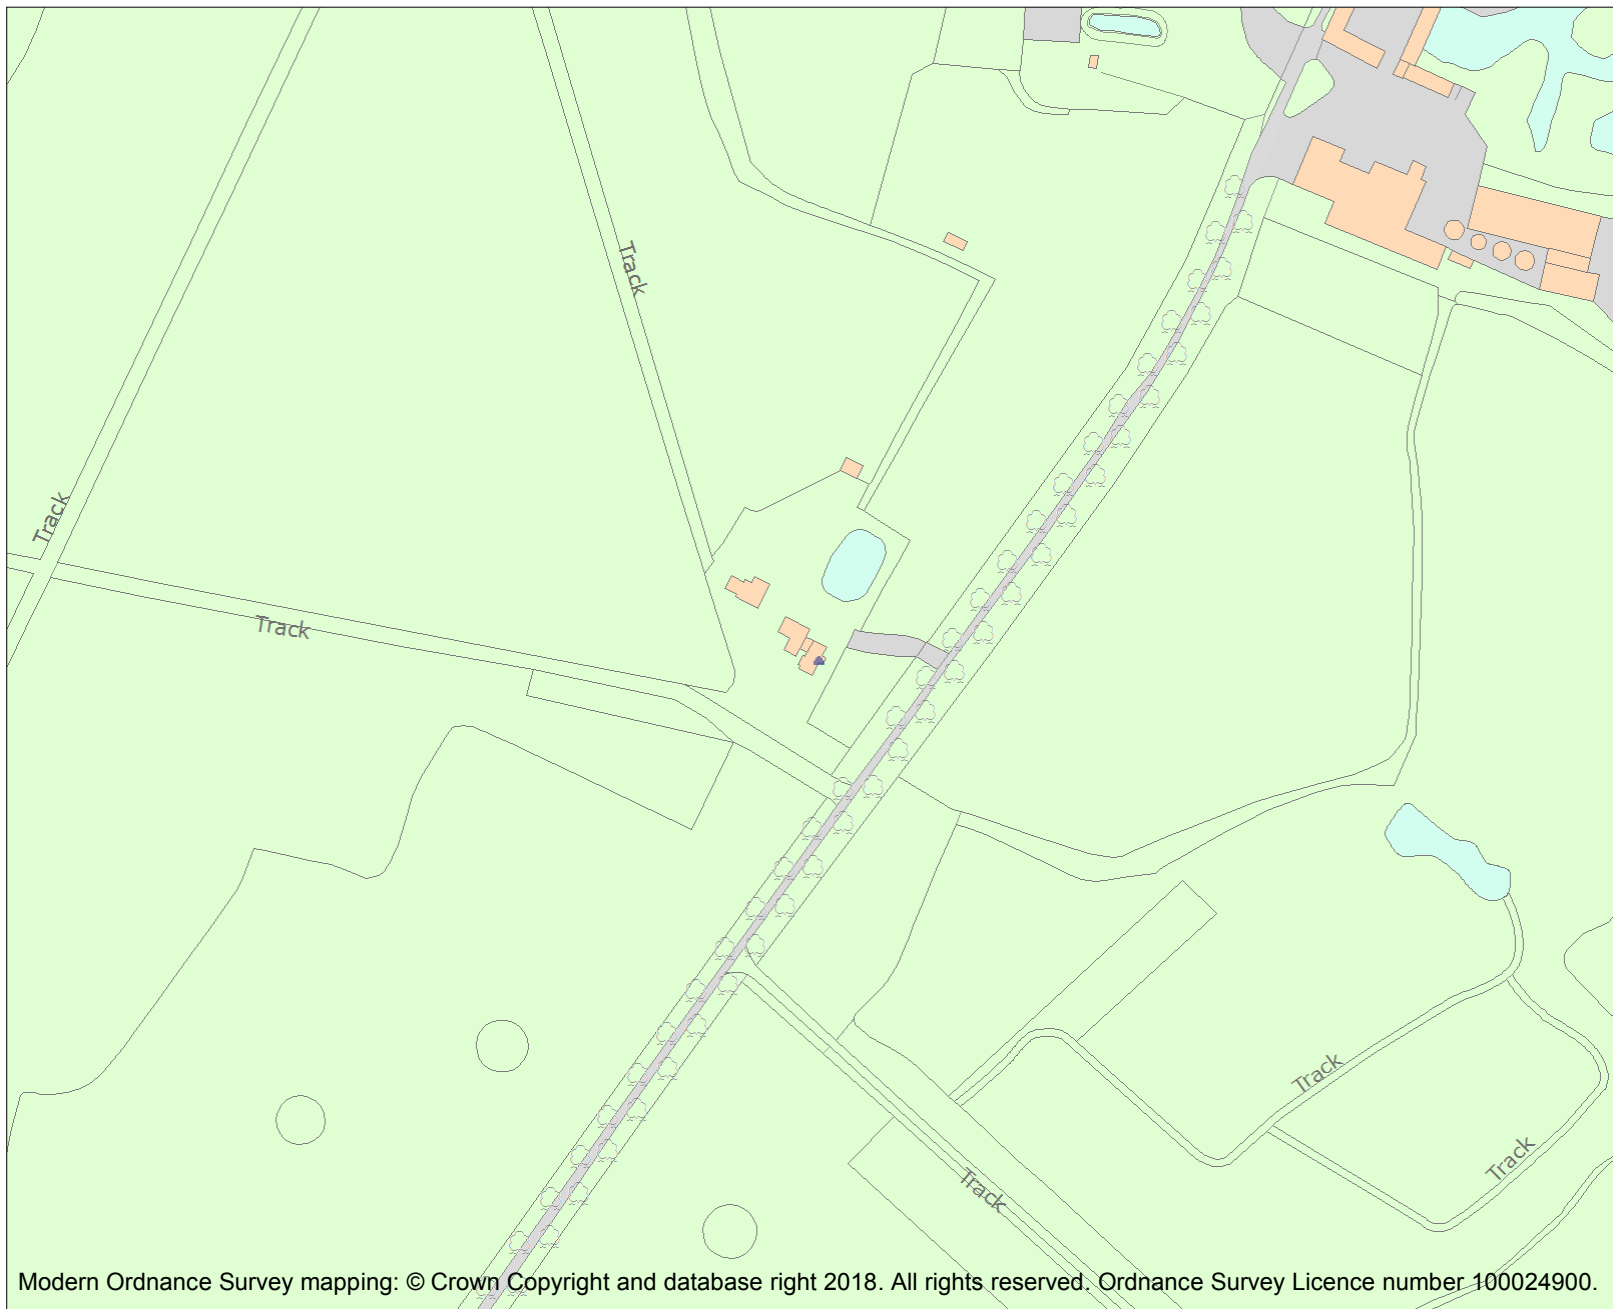 Track
Track
Track
Track
Track
Track
Modern Ordnance Survey mapping: © Crown Copyright and database right 2018. All rights reserved. Ordnance Survey Licence number 100024900.